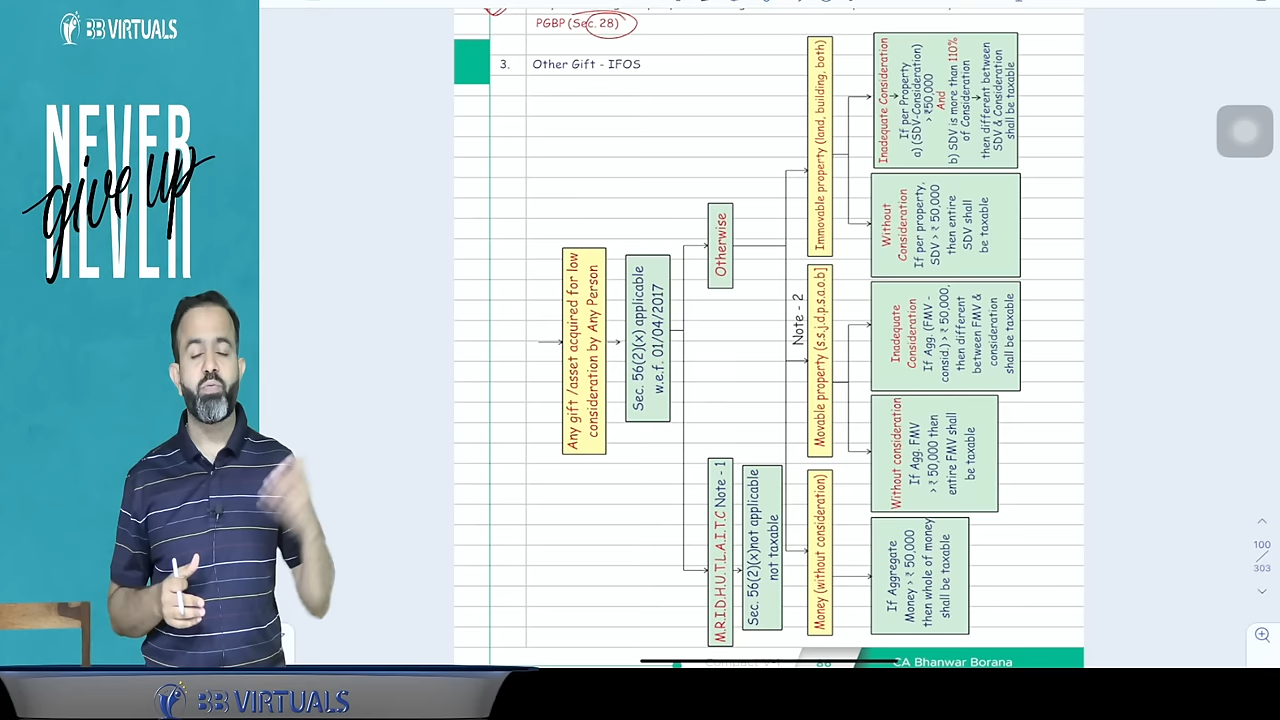 BB VIRTUALS
NEVER
give up
NEVER
PGBP (Sec. 28)
3. Other Gift - IFOS
Any gift /asset acquired for low
consideration by Any Person
Sec. 56(2)(x) applicable
w.e.f. 01/04/2017
M.R.I.D.H.U.T.L.A.I.T.C Note - 1
Sec. 56(2)(x)not applicable
not taxable
Otherwise
Note - 2
Money (without consideration)
If Aggregate
Money > ₹ 50,000
then whole of money
shall be taxable
Movable property [s.s.j.d.p.s.a.o.b]
Without consideration
If Agg. FMV
> ₹ 50,000 then
entire FMV shall
be taxable
Inadequate
Consideration
If Agg. (FMV -
consid.) > ₹ 50,000,
then different
between FMV &
consideration
shall be taxable
Immovable property (land, building, both)
Without
Consideration
If per property,
SDV > ₹ 50,000
then entire
SDV shall
be taxable
Inadequate Consideration
If per Property
a) (SDV-Consideration)
> ₹50,000
And
b) SDV is more than 110%
of Consideration
then different between
SDV & Consideration
shall be taxable
100
303
86
CA Bhanwar Borana
BB VIRTUALS